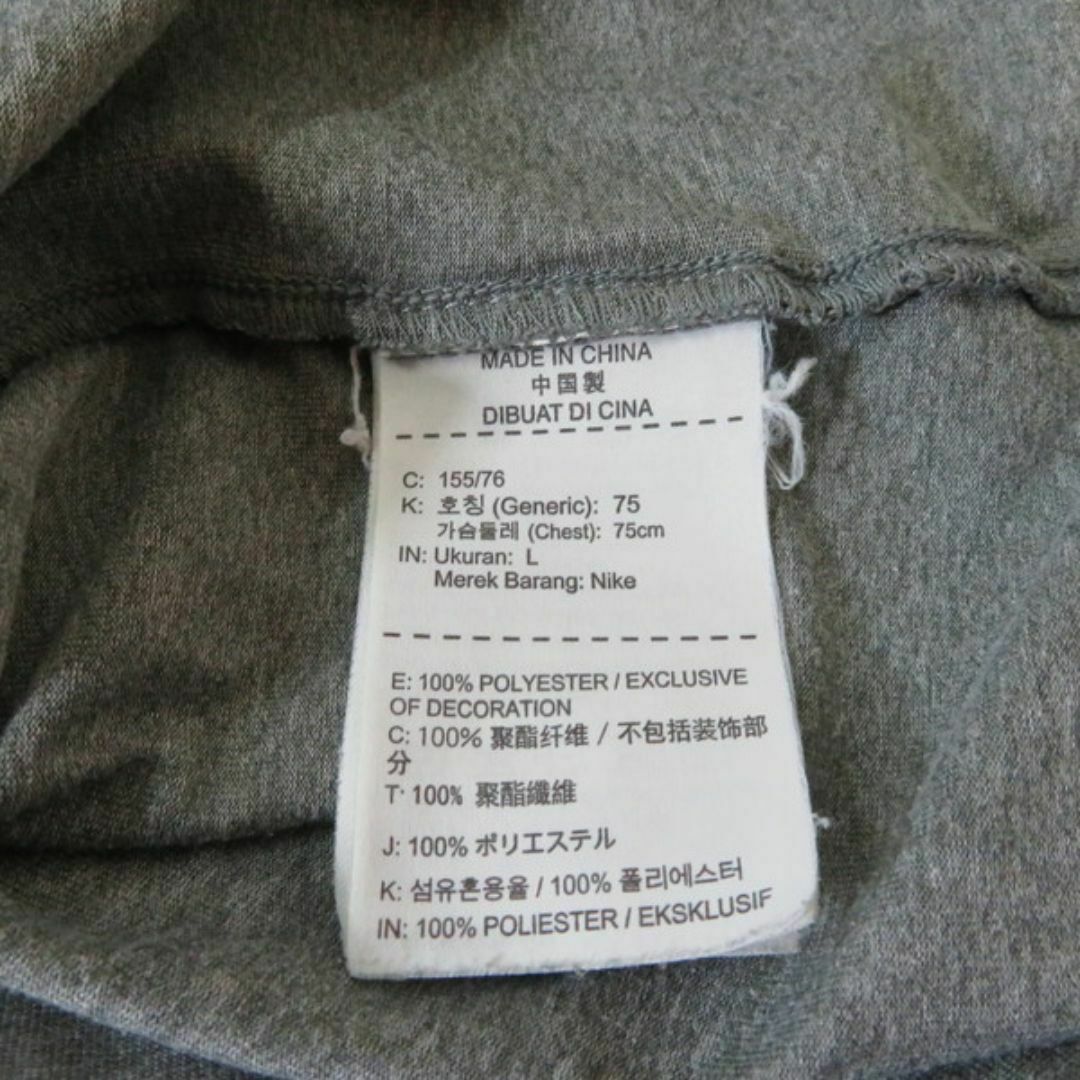 MADE IN CHINA
中国製
DIBUAT DI CINA
C: 155/76
K: 호칭 (Generic): 75
가슴둘레 (Chest): 75cm
IN: Ukuran: L
Merek Barang: Nike
E: 100% POLYESTER / EXCLUSIVE
OF DECORATION
C: 100% 聚酯纤维 / 不包括装饰部
分
T: 100% 聚酯纖維
J: 100% ポリエステル
K: 섬유혼용율 / 100% 폴리에스터
IN: 100% POLIESTER / EKSKLUSIF